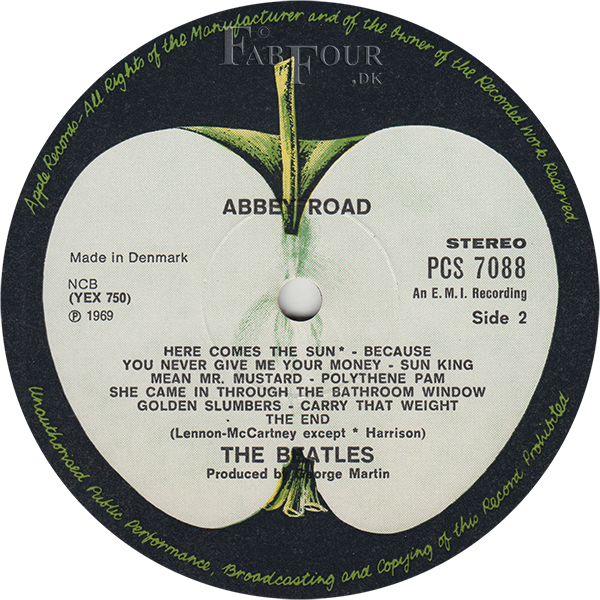 © FabFour
.DK
Apple Records - All Rights of the Manufacturer and of the Owner of the Recorded Work Reserved
ABBEY ROAD
Made in Denmark
STEREO
PCS 7088
NCB
(YEX 750)
An E.M.I. Recording
℗ 1969
Side 2
HERE COMES THE SUN* - BECAUSE
YOU NEVER GIVE ME YOUR MONEY - SUN KING
MEAN MR. MUSTARD - POLYTHENE PAM
SHE CAME IN THROUGH THE BATHROOM WINDOW
GOLDEN SLUMBERS - CARRY THAT WEIGHT
THE END
(Lennon-McCartney except * Harrison)
THE BEATLES
Produced by George Martin
Unauthorised Public Performance, Broadcasting and Copying of this Record Prohibited